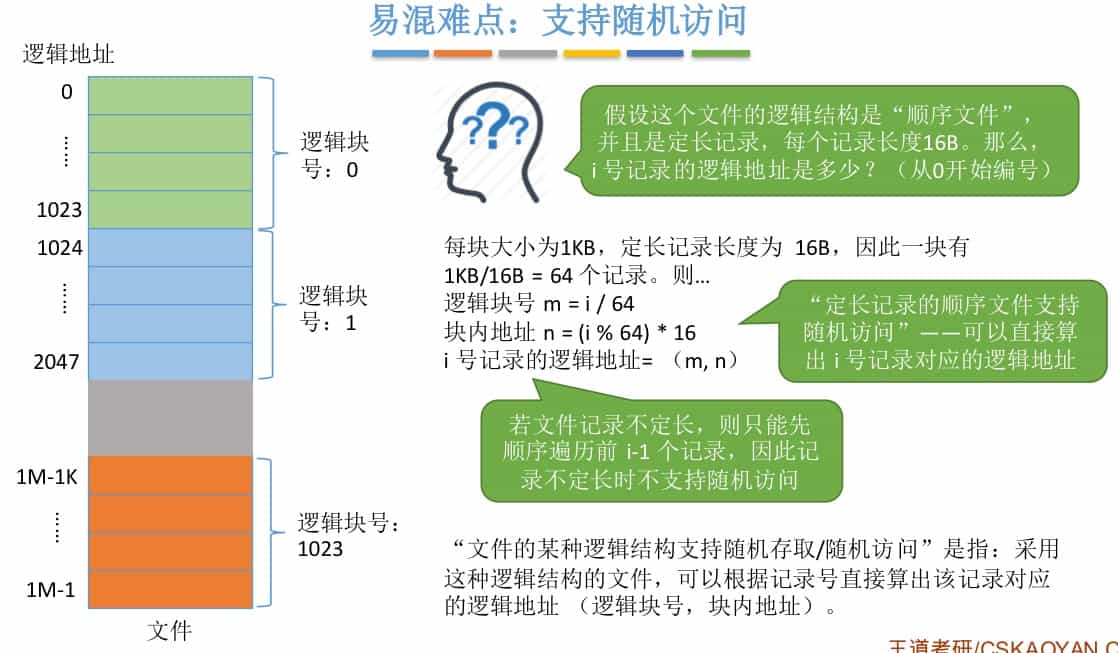 易混难点：支持随机访问
逻辑地址
0
……
1023
1024
……
2047
1M-1K
……
1M-1
逻辑块
号：0
逻辑块
号：1
逻辑块号：
1023
文件
???
假设这个文件的逻辑结构是“顺序文件”，
并且是定长记录，每个记录长度16B。那么，
i 号记录的逻辑地址是多少？（从0开始编号）
每块大小为1KB，定长记录长度为 16B，因此一块有
1KB/16B = 64 个记录。则…
逻辑块号 m = i / 64
块内地址 n = (i % 64) * 16
i 号记录的逻辑地址= （m, n）
“定长记录的顺序文件支持
随机访问”——可以直接算
出 i 号记录对应的逻辑地址
若文件记录不定长，则只能先
顺序遍历前 i-1 个记录，因此记
录不定长时不支持随机访问
“文件的某种逻辑结构支持随机存取/随机访问”是指：采用
这种逻辑结构的文件，可以根据记录号直接算出该记录对应
的逻辑地址 （逻辑块号，块内地址）。
王道考研/CSKAOYAN.C